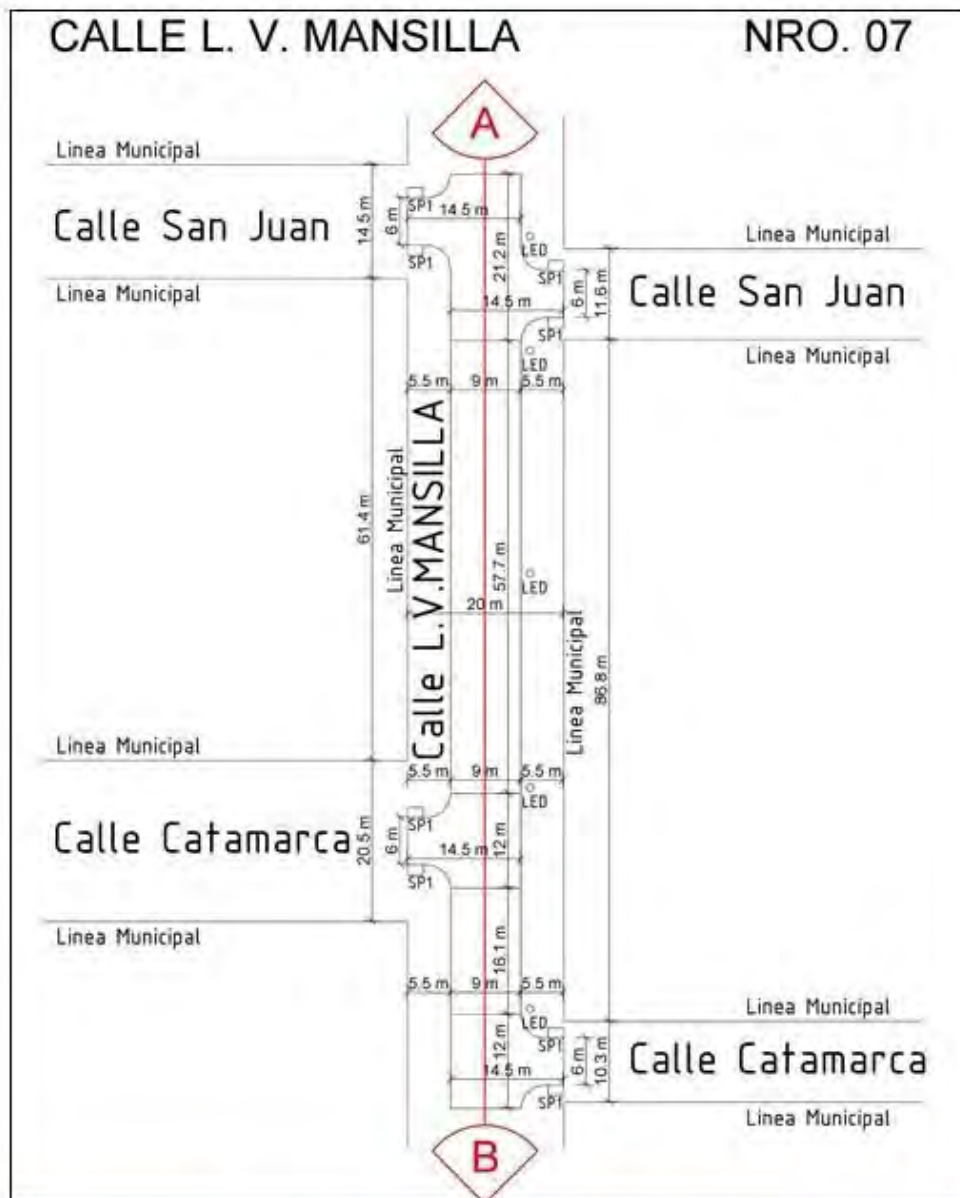 CALLE L. V. MANSILLA NRO. 07
A
Linea Municipal
Calle San Juan
14.5 m
6 m
SP1
14.5 m
SP1
21.2 m
LED
Linea Municipal
Linea Municipal
SP1
Calle San Juan
6 m
11.6 m
14.5 m
SP1
LED
Linea Municipal
5.5 m 9 m 5.5 m
61.4 m
Linea Municipal
Calle L.V.MANSILLA
57.7 m
LED
20 m
Linea Municipal
86.8 m
Linea Municipal
5.5 m 9 m 5.5 m
LED
SP1
Calle Catamarca
20.5 m
6 m
14.5 m
12 m
SP1
Linea Municipal
16.1 m
5.5 m 9 m 5.5 m
Linea Municipal
LED
SP1
12 m
Calle Catamarca
6 m
10.3 m
14.5 m
SP1
Linea Municipal
B